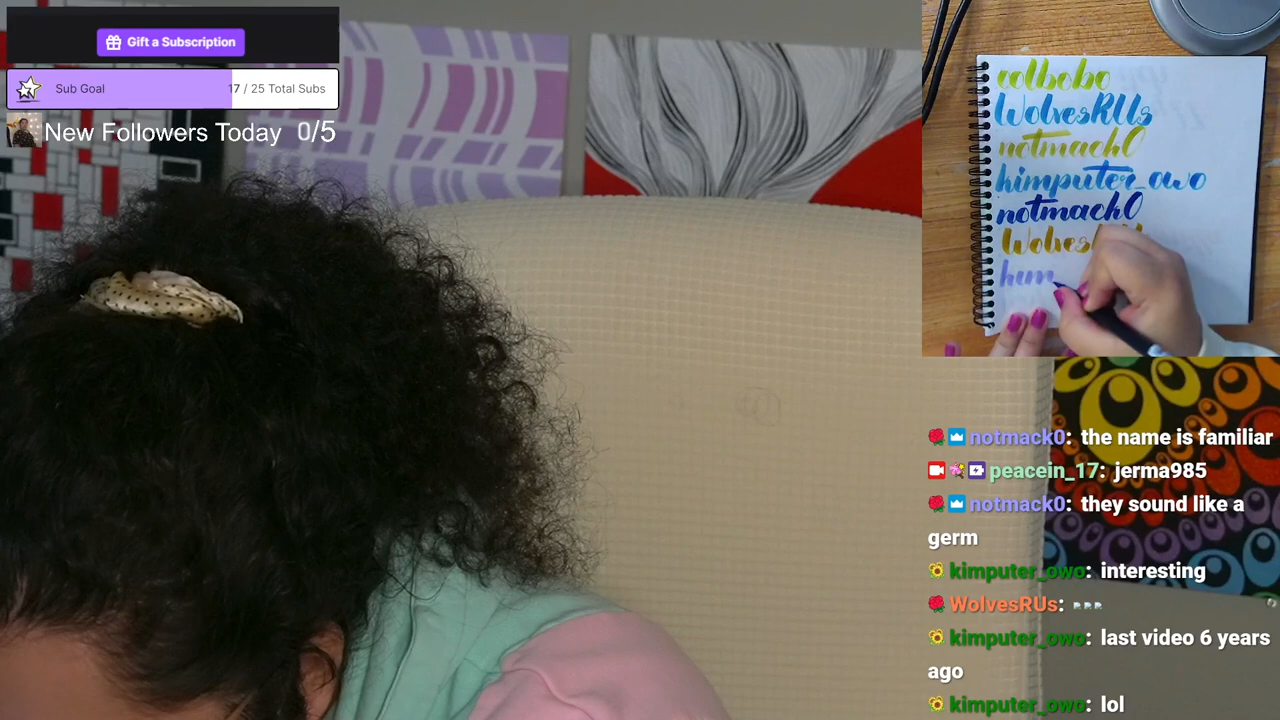 Gift a Subscription
Sub Goal
17 / 25 Total Subs
New Followers Today 0/5
colbobo
WolvesRUs
notmack0
kimputer_owo
notmack0
Wolves
notmack0: the name is familiar
peacein_17: jerma985
notmack0: they sound like a
germ
kimputer_owo: interesting
WolvesRUs:
kimputer_owo: last video 6 years
ago
kimputer_owo: lol